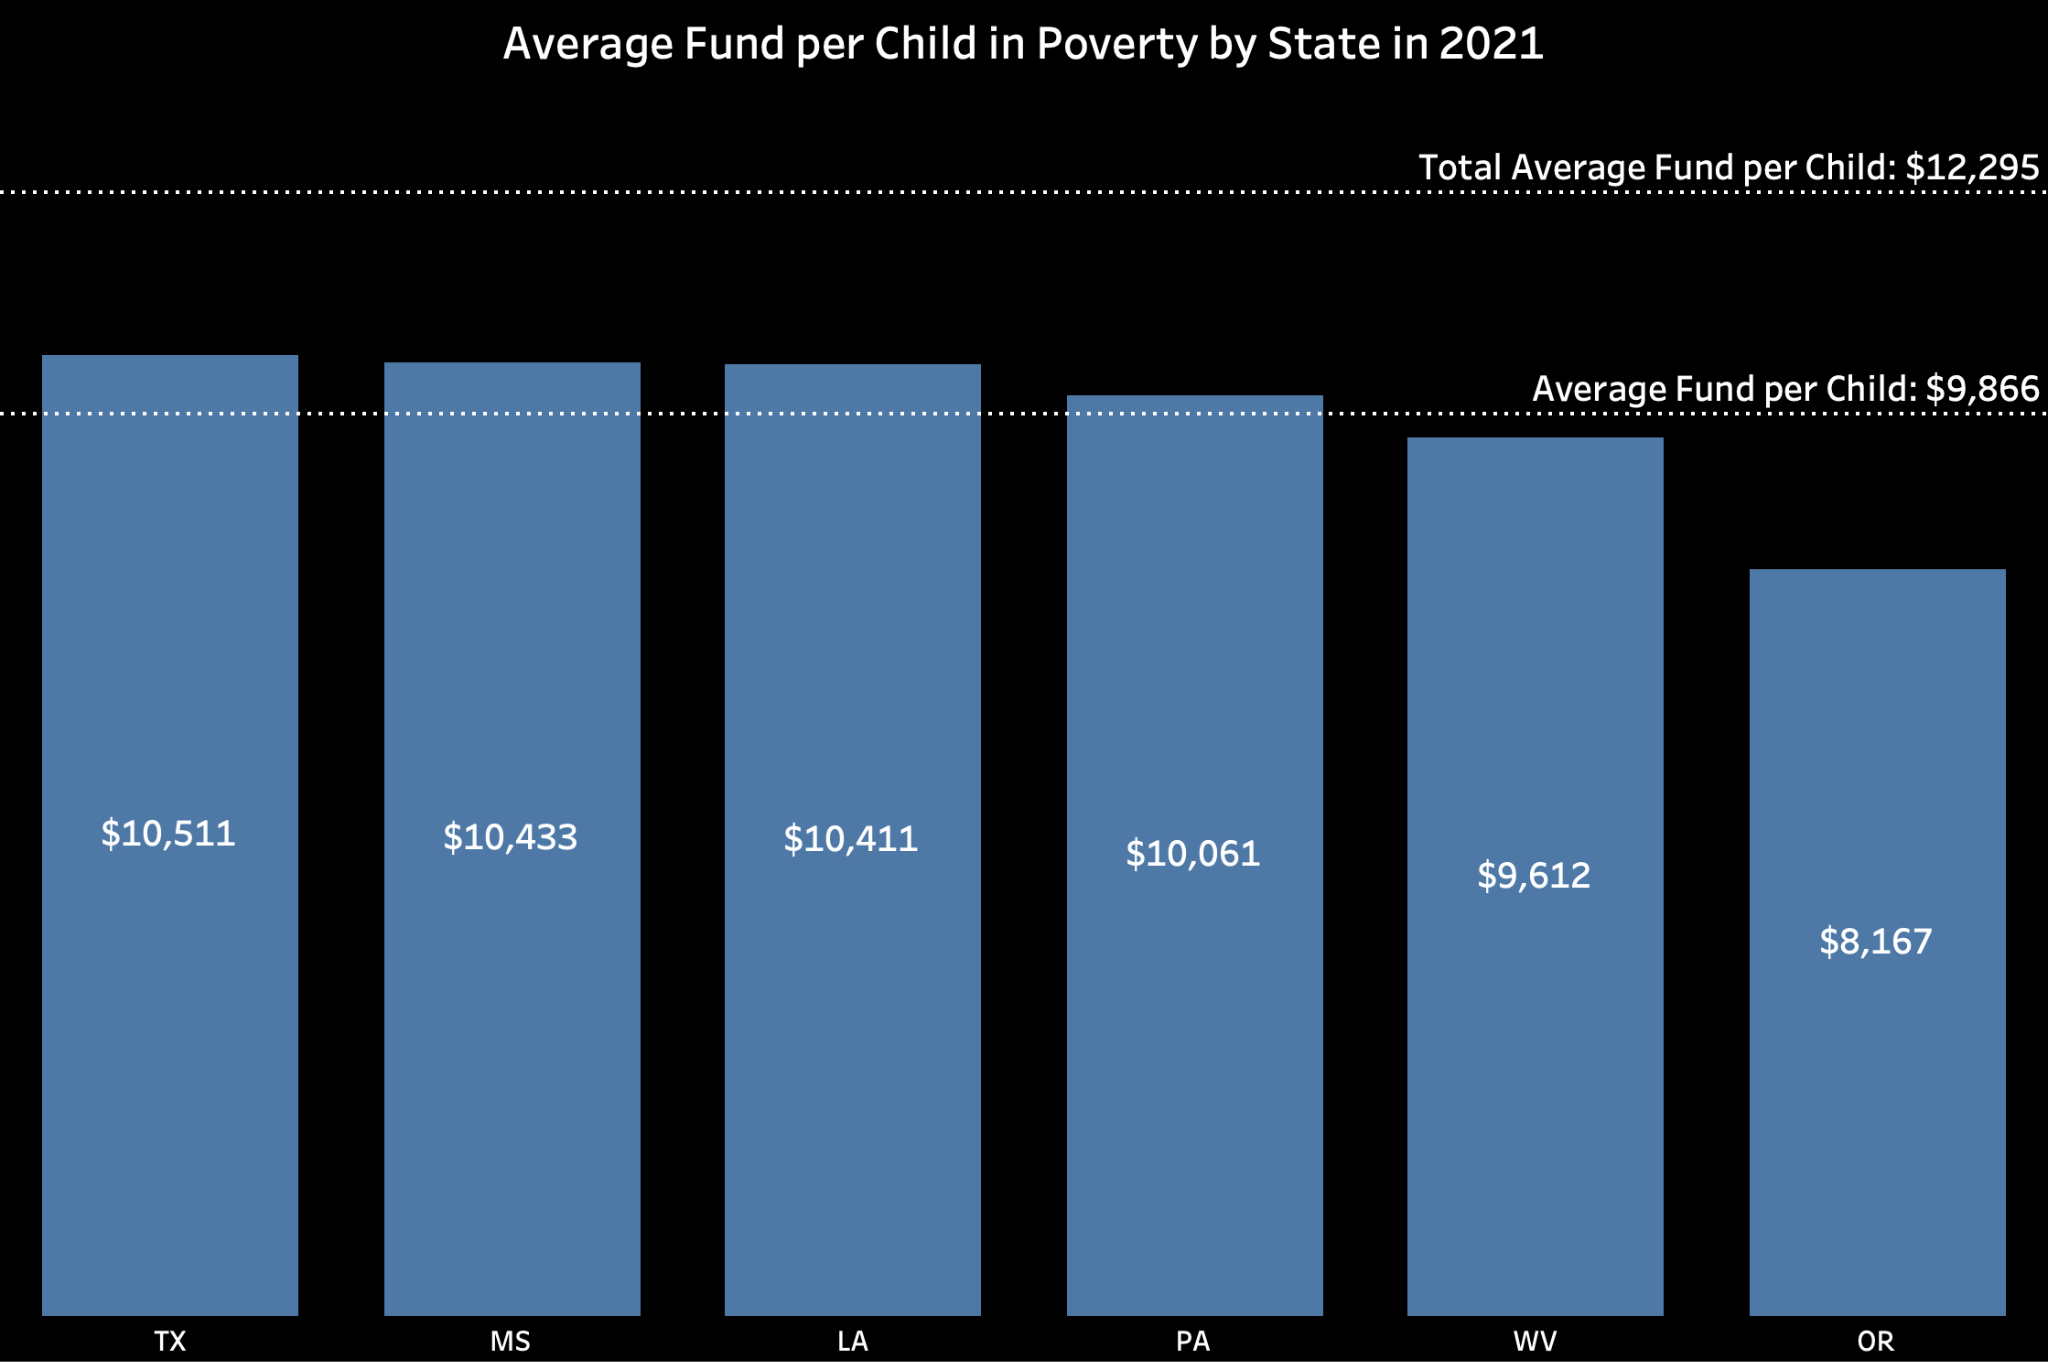 Average Fund per Child in Poverty by State in 2021
Total Average Fund per Child: $12,295
Average Fund per Child: $9,866
$10,511
$10,433
$10,411
$10,061
$9,612
$8,167
TX
MS
LA
PA
WV
OR